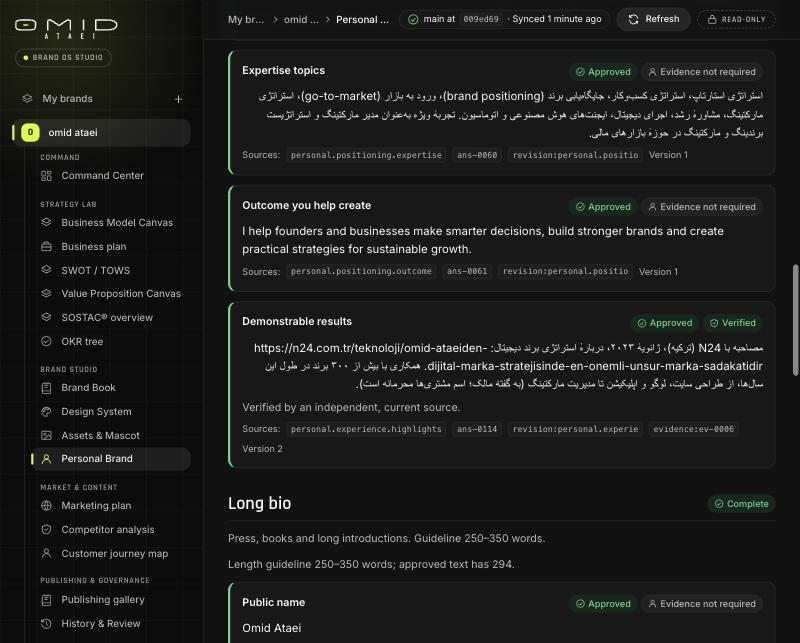 OMID
ATAEI
BRAND OS STUDIO
My brands
O
omid ataei
COMMAND
Command Center
STRATEGY LAB
Business Model Canvas
Business plan
SWOT / TOWS
Value Proposition Canvas
SOSTAC® overview
OKR tree
BRAND STUDIO
Brand Book
Design System
Assets & Mascot
Personal Brand
MARKET & CONTENT
Marketing plan
Competitor analysis
Customer journey map
PUBLISHING & GOVERNANCE
Publishing gallery
History & Review
My br... > omid ... > Personal ...
main at 009ed69 · Synced 1 minute ago
Refresh
READ-ONLY
Expertise topics
Approved
Evidence not required
استراتژی استارتاپ، استراتژی کسب‌وکار، جایگاه‌یابی برند (brand positioning)، ورود به بازار (go-to-market)، استراتژی
مارکتینگ، مشاورهٔ رشد، اجرای دیجیتال، ایجنت‌های هوش مصنوعی و اتوماسیون. تجربهٔ ویژه به‌عنوان مدیر مارکتینگ و استراتژیست
برندینگ و مارکتینگ در حوزهٔ بازارهای مالی.
Sources: personal.positioning.expertise ans-0060 revision:personal.positio Version 1
Outcome you help create
Approved
Evidence not required
I help founders and businesses make smarter decisions, build stronger brands and create
practical strategies for sustainable growth.
Sources: personal.positioning.outcome ans-0061 revision:personal.positio Version 1
Demonstrable results
Approved
Verified
مصاحبه با N24 (ترکیه)، ژانویهٔ ۲۰۲۳، دربارهٔ استراتژی برند دیجیتال: https://n24.com.tr/teknoloji/omid-ataeiden-
dijital-marka-stratejisinde-en-onemli-unsur-marka-sadakatidir. همکاری با بیش از ۳۰۰ برند در طول این
سال‌ها، از طراحی سایت، لوگو و اپلیکیشن تا مدیریت مارکتینگ (به گفته مالک؛ اسم مشتری‌ها محرمانه است).
Verified by an independent, current source.
Sources: personal.experience.highlights ans-0114 revision:personal.experie evidence:ev-0006
Version 2
Long bio
Complete
Press, books and long introductions. Guideline 250–350 words.
Length guideline 250–350 words; approved text has 294.
Public name
Approved
Evidence not required
Omid Ataei